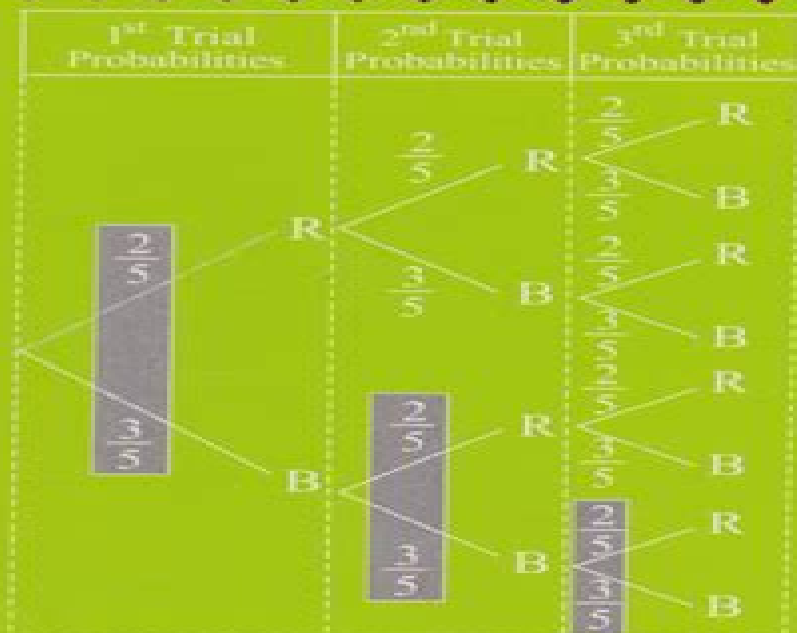 1st Trial Probabilities
2nd Trial Probabilities
3rd Trial Probabilities
2/5
R
2/5
R
2/5
R
3/5
B
3/5
B
2/5
R
3/5
B
3/5
B
2/5
R
2/5
R
3/5
B
3/5
B
2/5
R
3/5
B